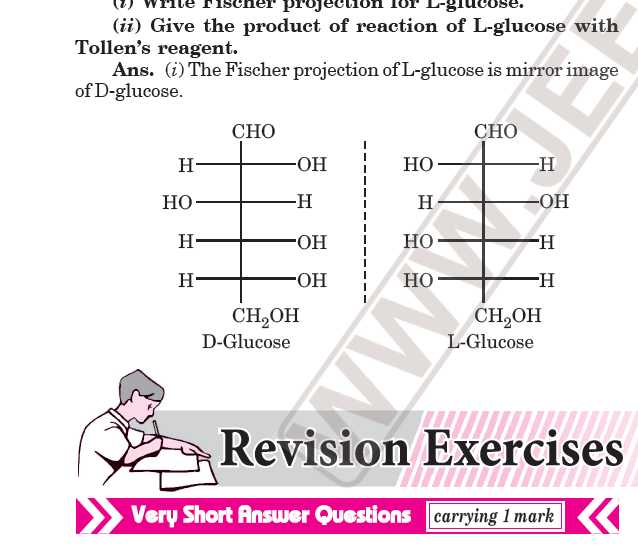 (i) Write Fischer projection for L-glucose.
(ii) Give the product of reaction of L-glucose with
Tollen's reagent.
Ans. (i) The Fischer projection of L-glucose is mirror image
of D-glucose.
CHO CHO
H OH HO H
HO H H OH
H OH HO H
H OH HO H
CH₂OH CH₂OH
D-Glucose L-Glucose
Revision Exercises
Very Short Answer Questions carrying 1 mark
WWW.JEE